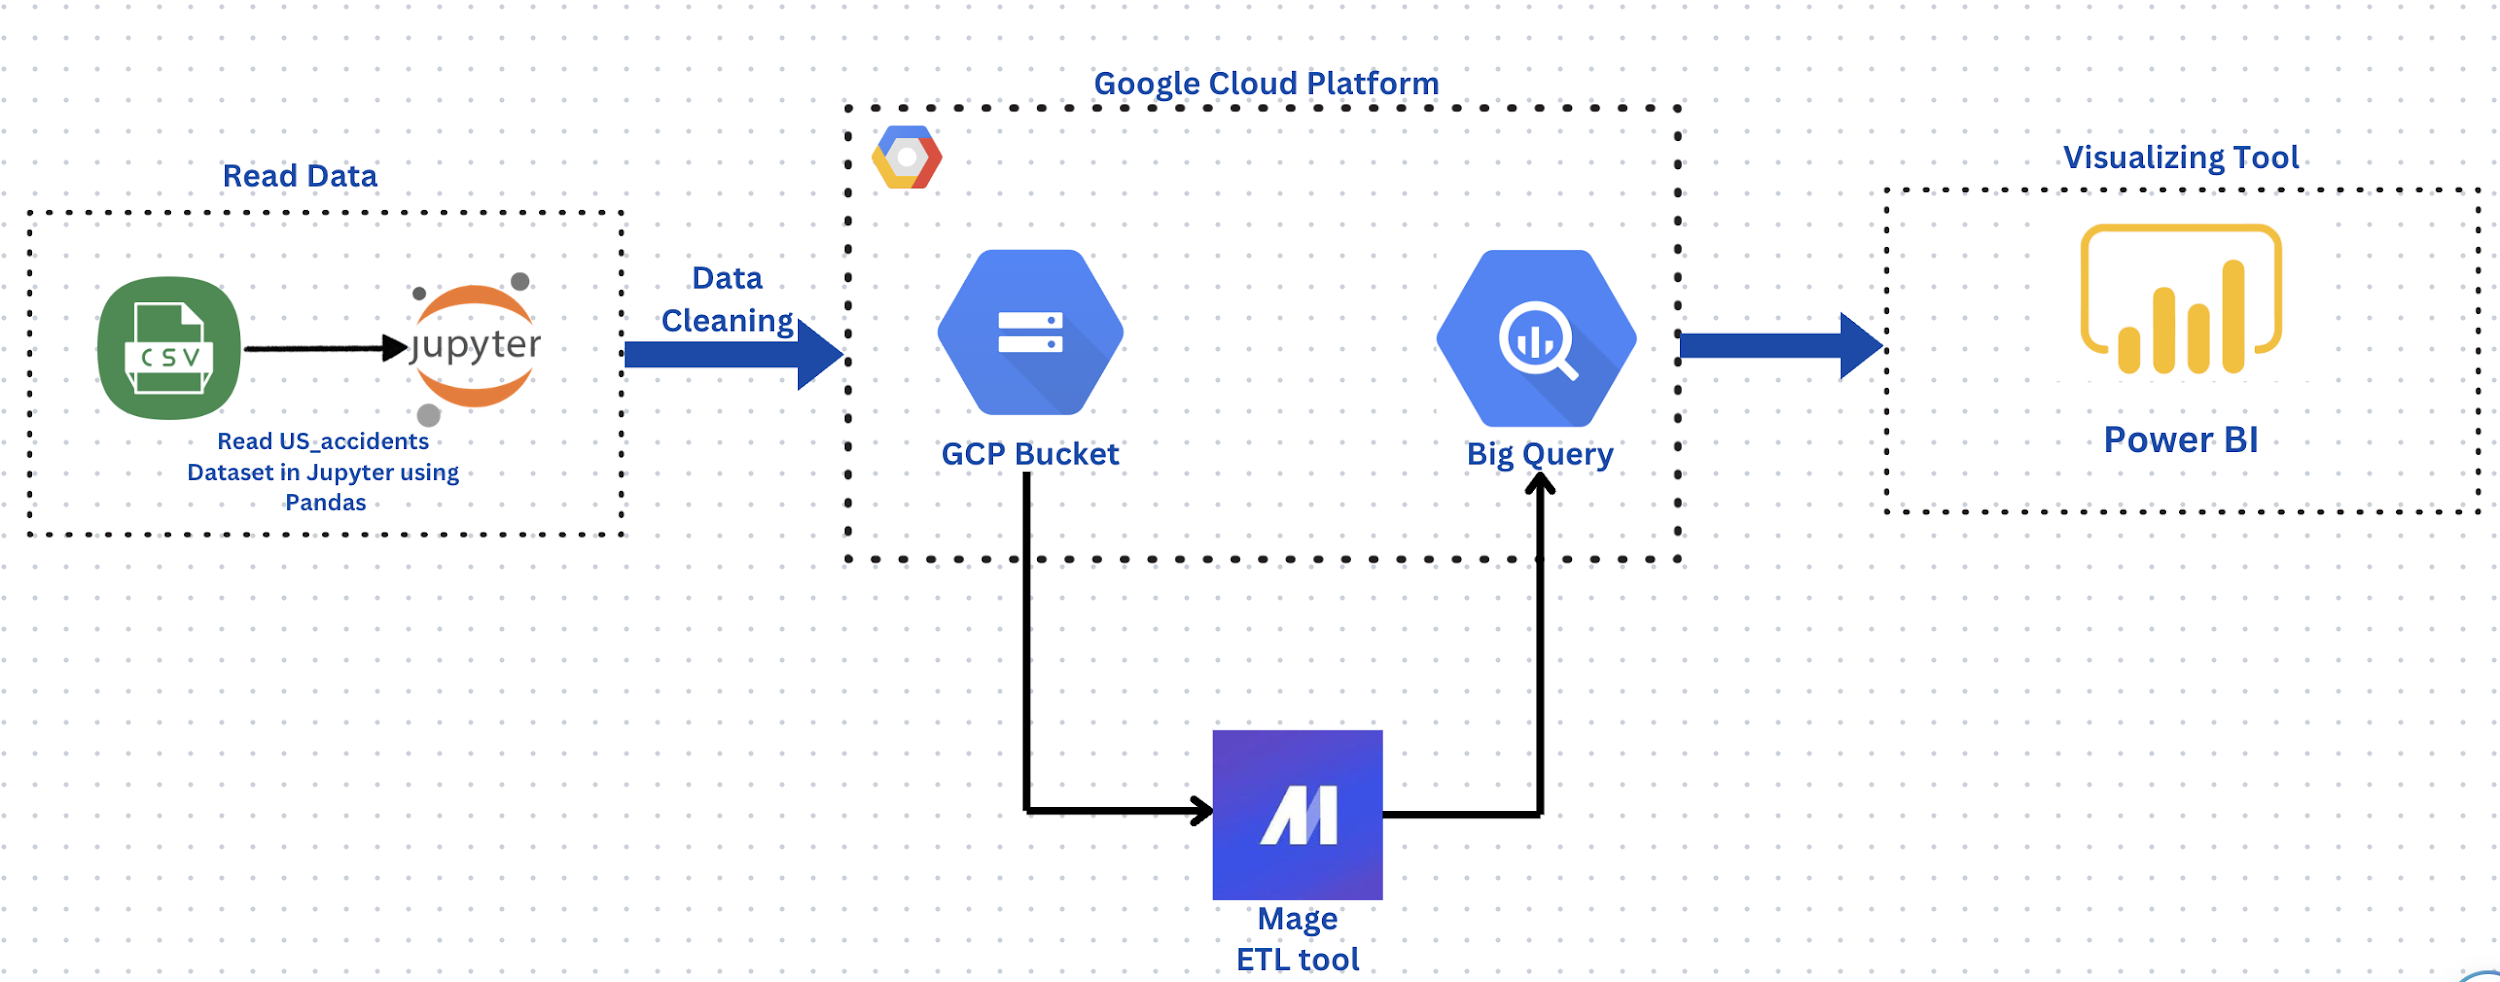 Google Cloud Platform
Read Data
Visualizing Tool
CSV
jupyter
Read US_accidents
Dataset in Jupyter using
Pandas
Data
Cleaning
GCP Bucket
Big Query
Power BI
Mage
ETL tool